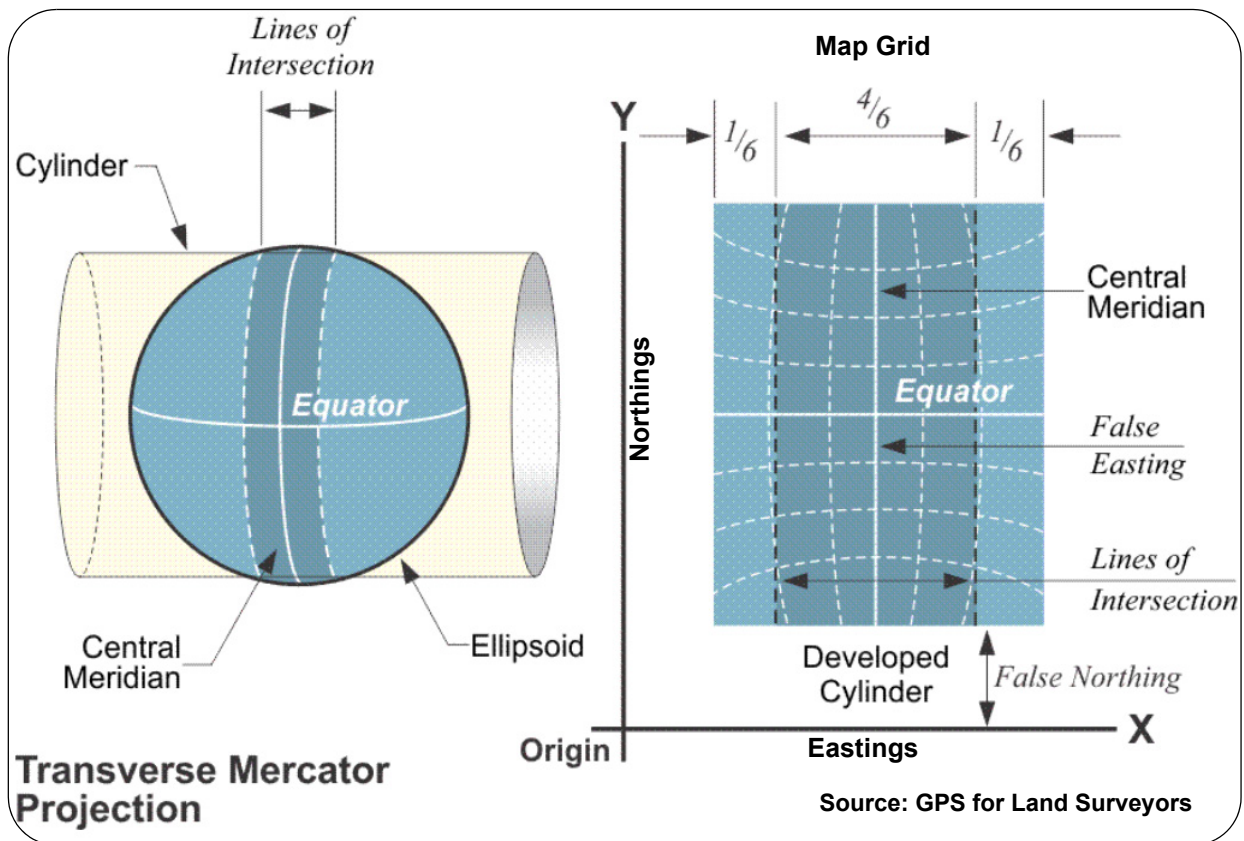 Lines of
Intersection
Cylinder
Equator
Central
Meridian
Ellipsoid
Transverse Mercator
Projection
Map Grid
Y
1/6
4/6
1/6
Northings
Central
Meridian
Equator
False
Easting
Lines of
Intersection
Developed
Cylinder
False Northing
X
Origin
Eastings
Source: GPS for Land Surveyors